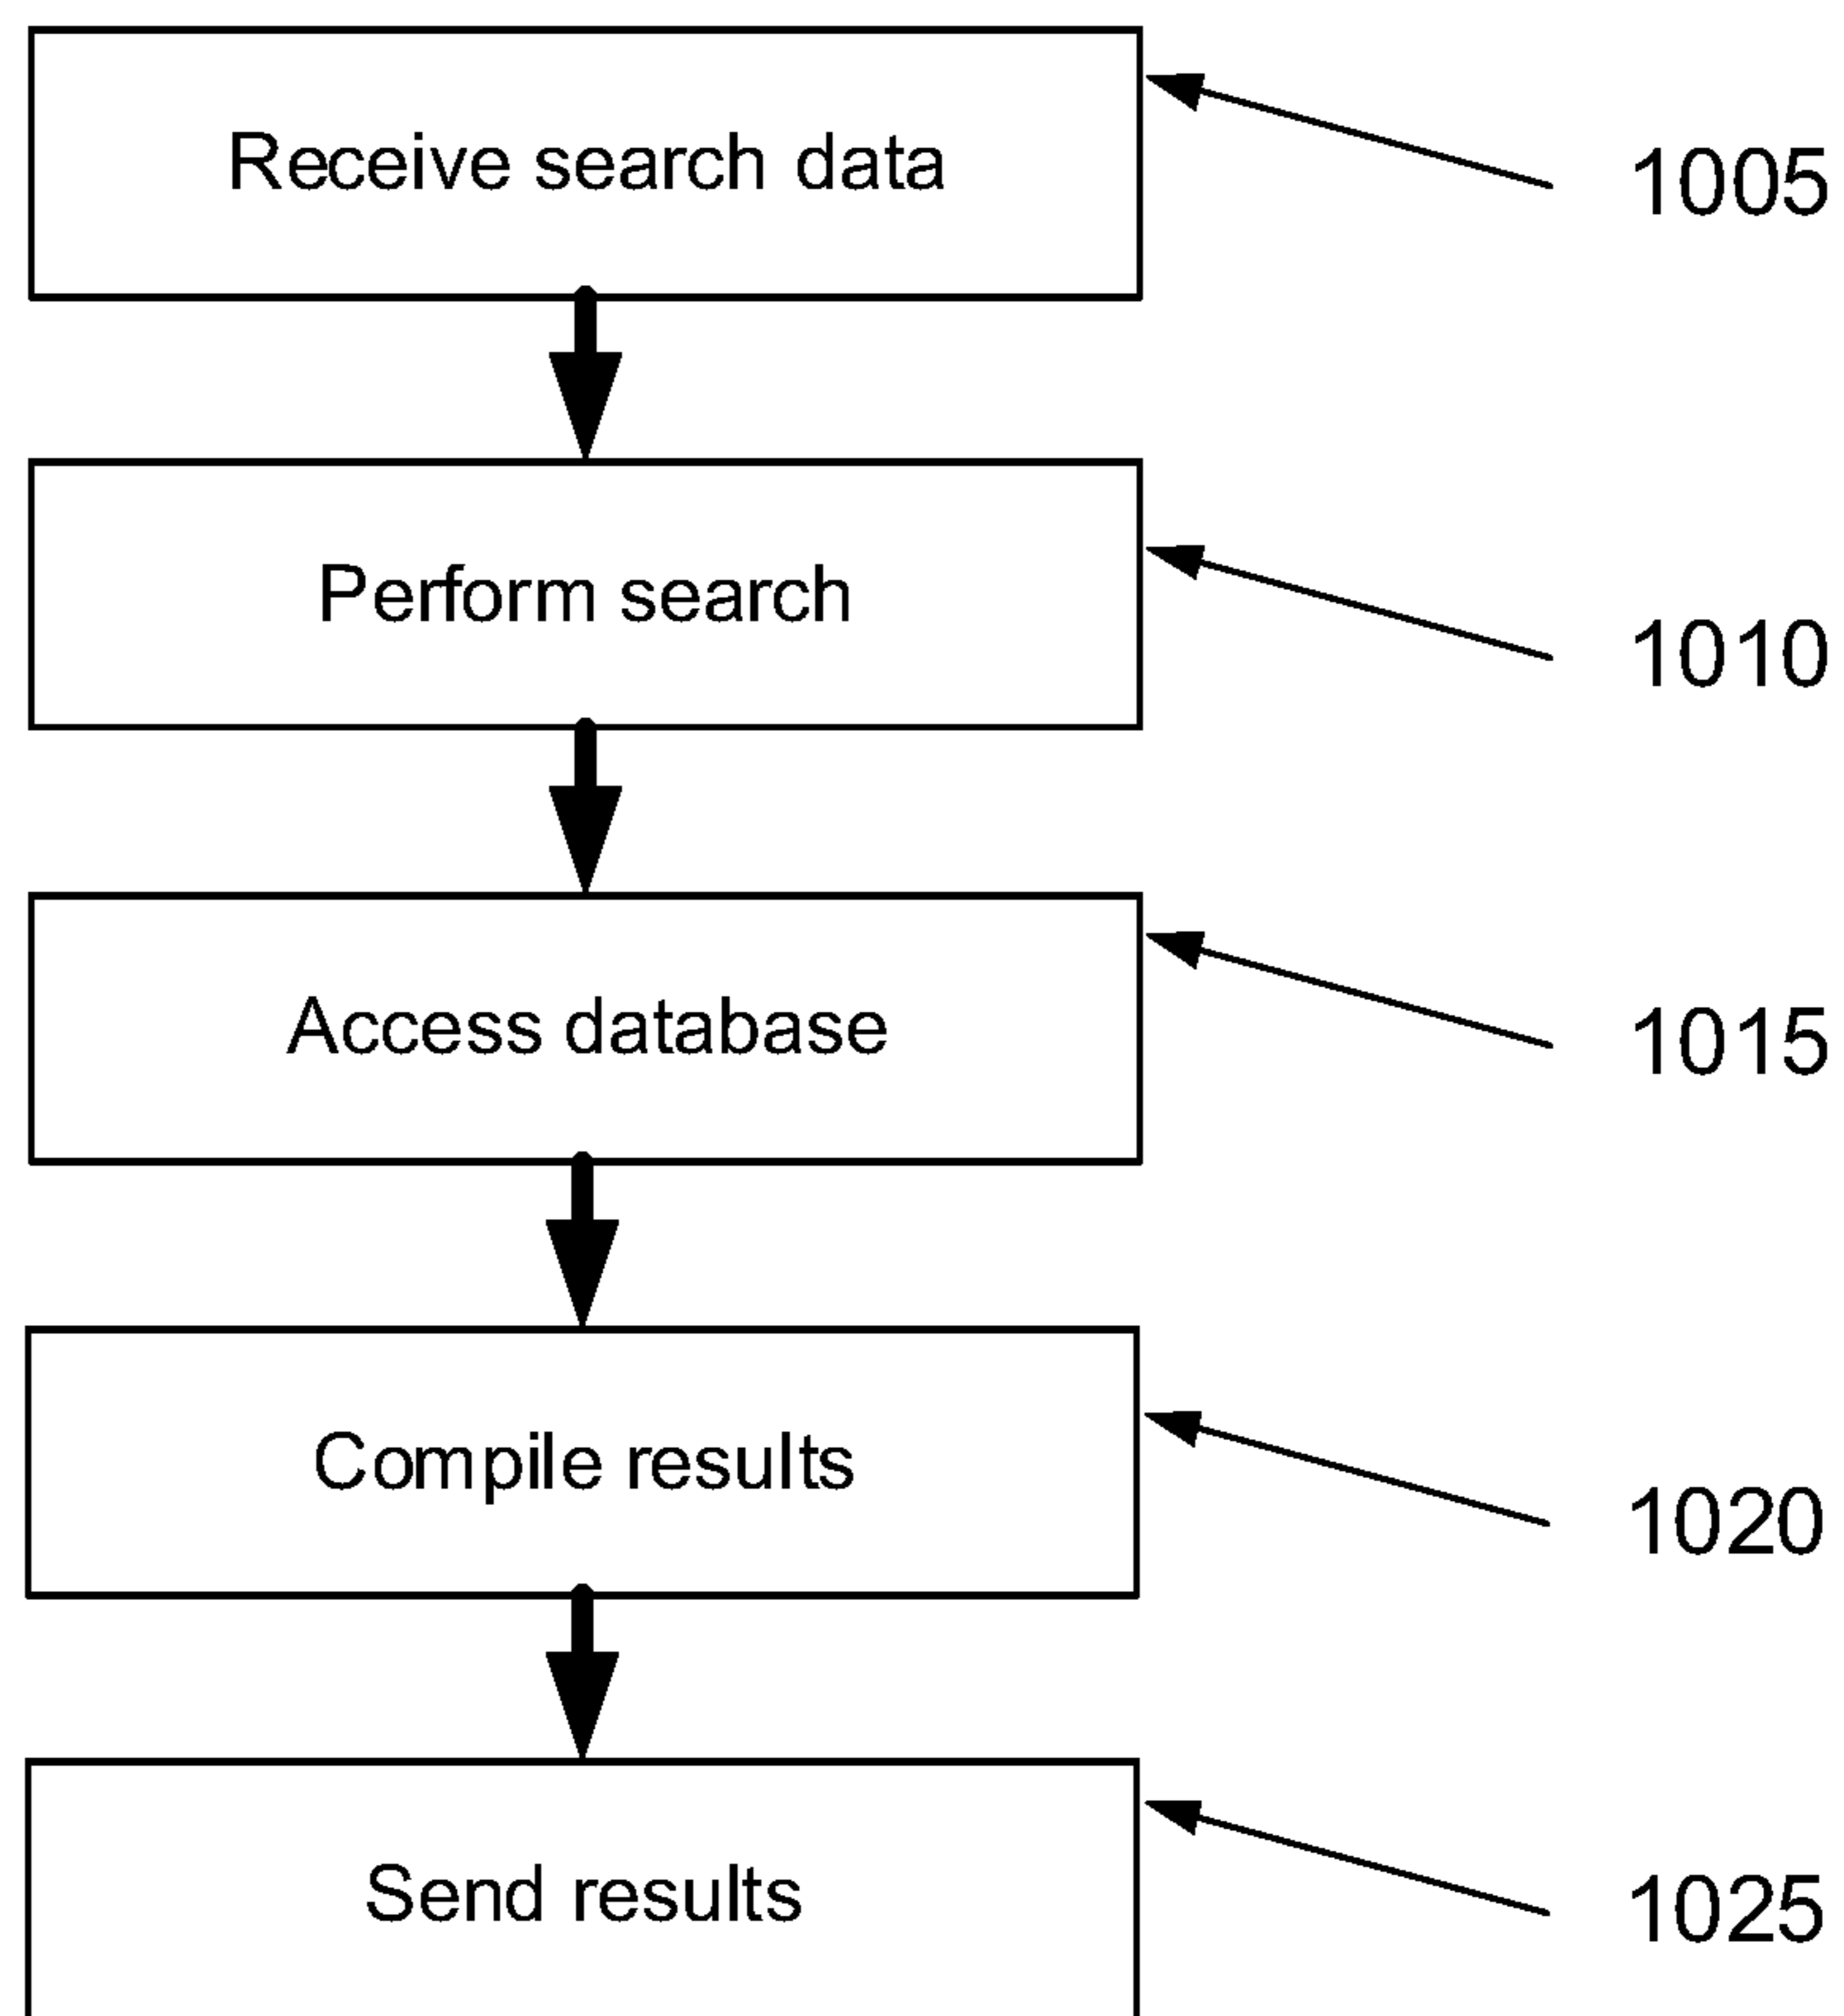 Receive search data
1005
Perform search
1010
Access database
1015
Compile results
1020
Send results
1025